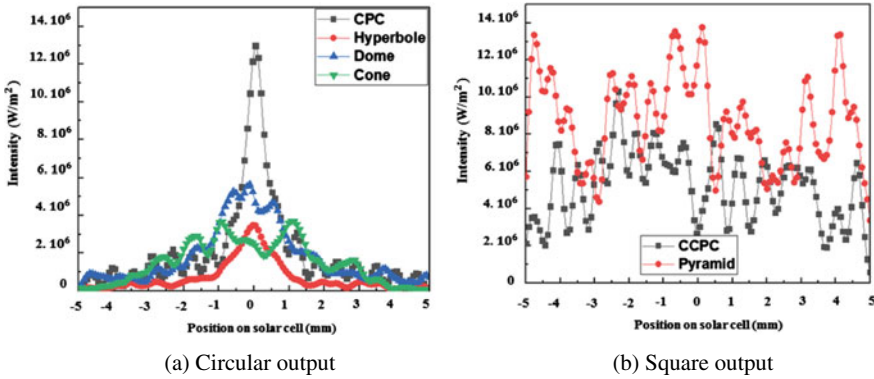 14. 10⁶
12. 10⁶
10. 10⁶
8. 10⁶
6. 10⁶
4. 10⁶
2. 10⁶
0
Intensity (W/m²)
CPC
Hyperbole
Dome
Cone
-5 -4 -3 -2 -1 0 1 2 3 4 5
Position on solar cell (mm)
(a) Circular output
14. 10⁶
12. 10⁶
10. 10⁶
8. 10⁶
6. 10⁶
4. 10⁶
2. 10⁶
0
Intensity (W/m²)
CCPC
Pyramid
-5 -4 -3 -2 -1 0 1 2 3 4 5
Position on solar cell (mm)
(b) Square output